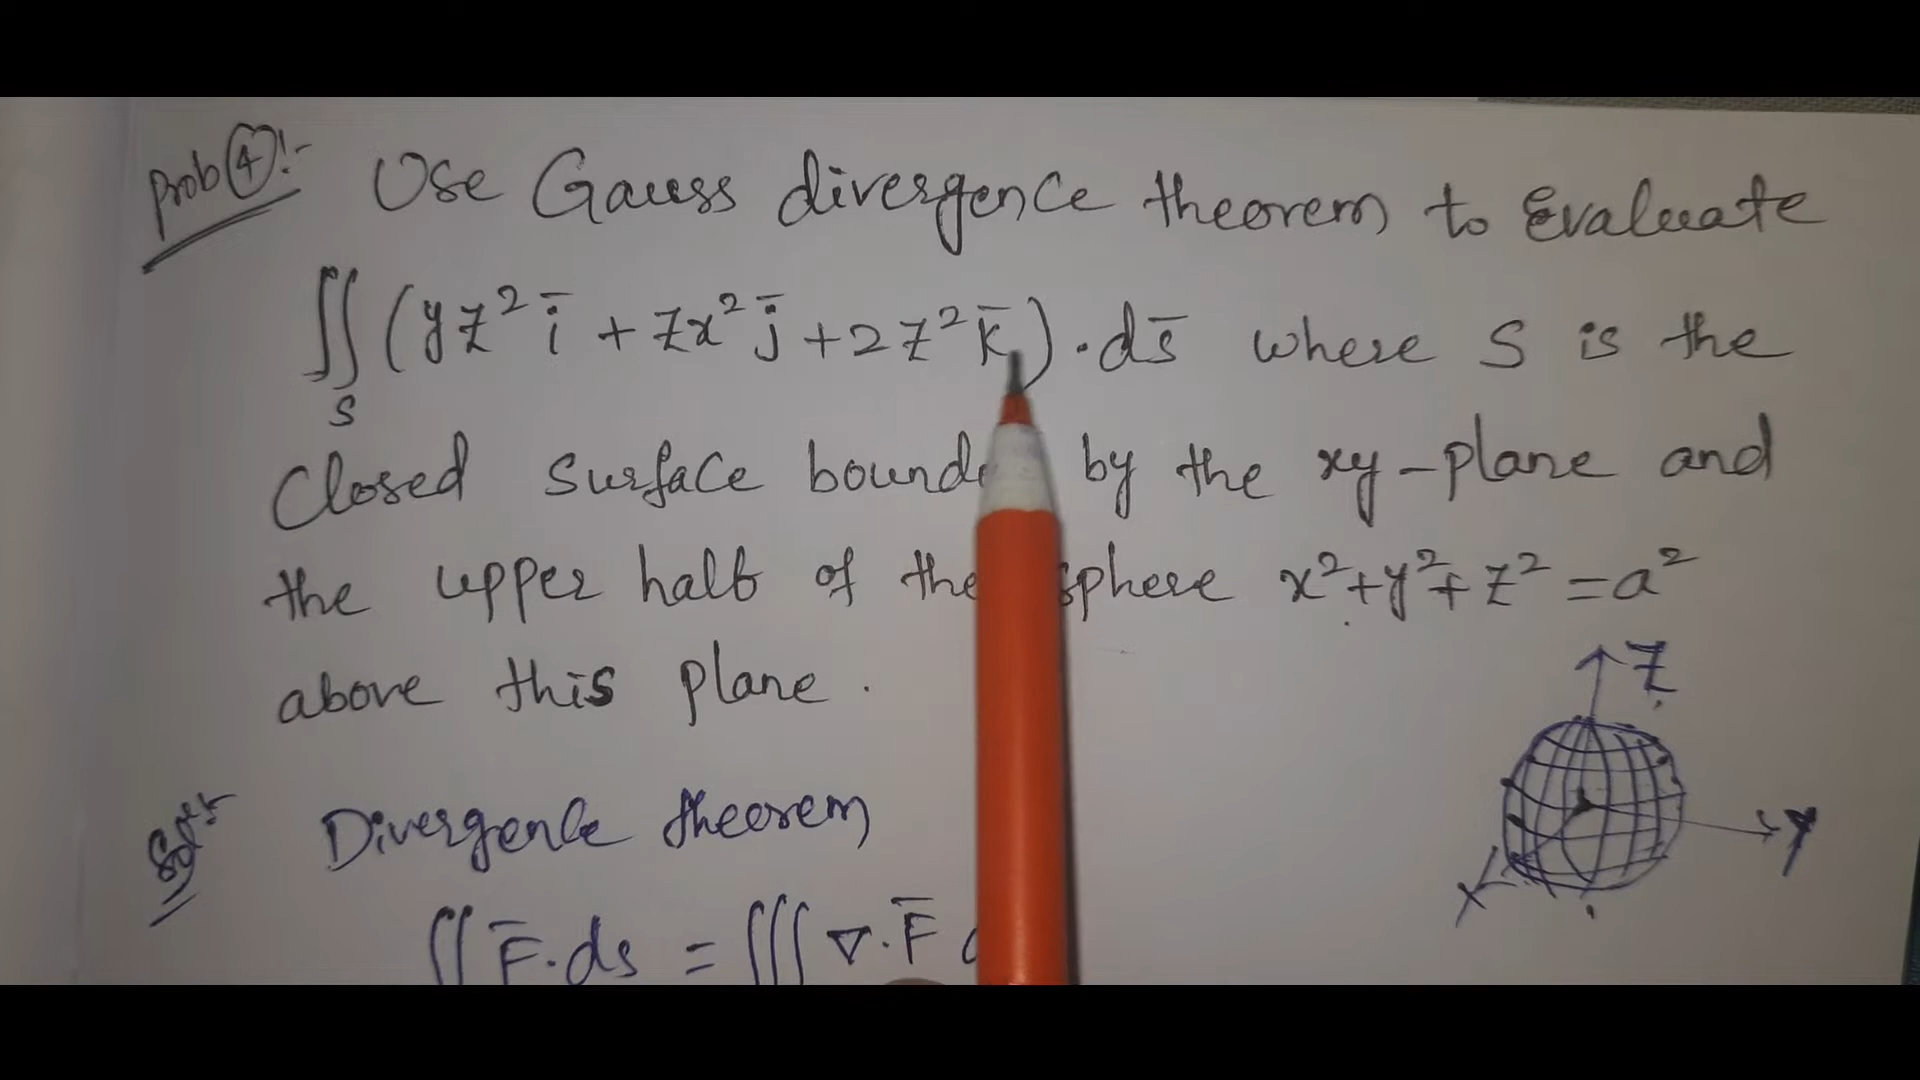 Prob ④:- Use Gauss divergence theorem to Evaluate
∬ₛ (yz² i̅ + zx² j̅ + 2z² k̅) · ds̅ where S is the
Closed surface by the xy-plane and
the upper half of the sphere x²+y²+z² = a²
above this plane.
Z
Y
X
Divergence theorem
∬ F̅·ds = ∭ ∇·F̅